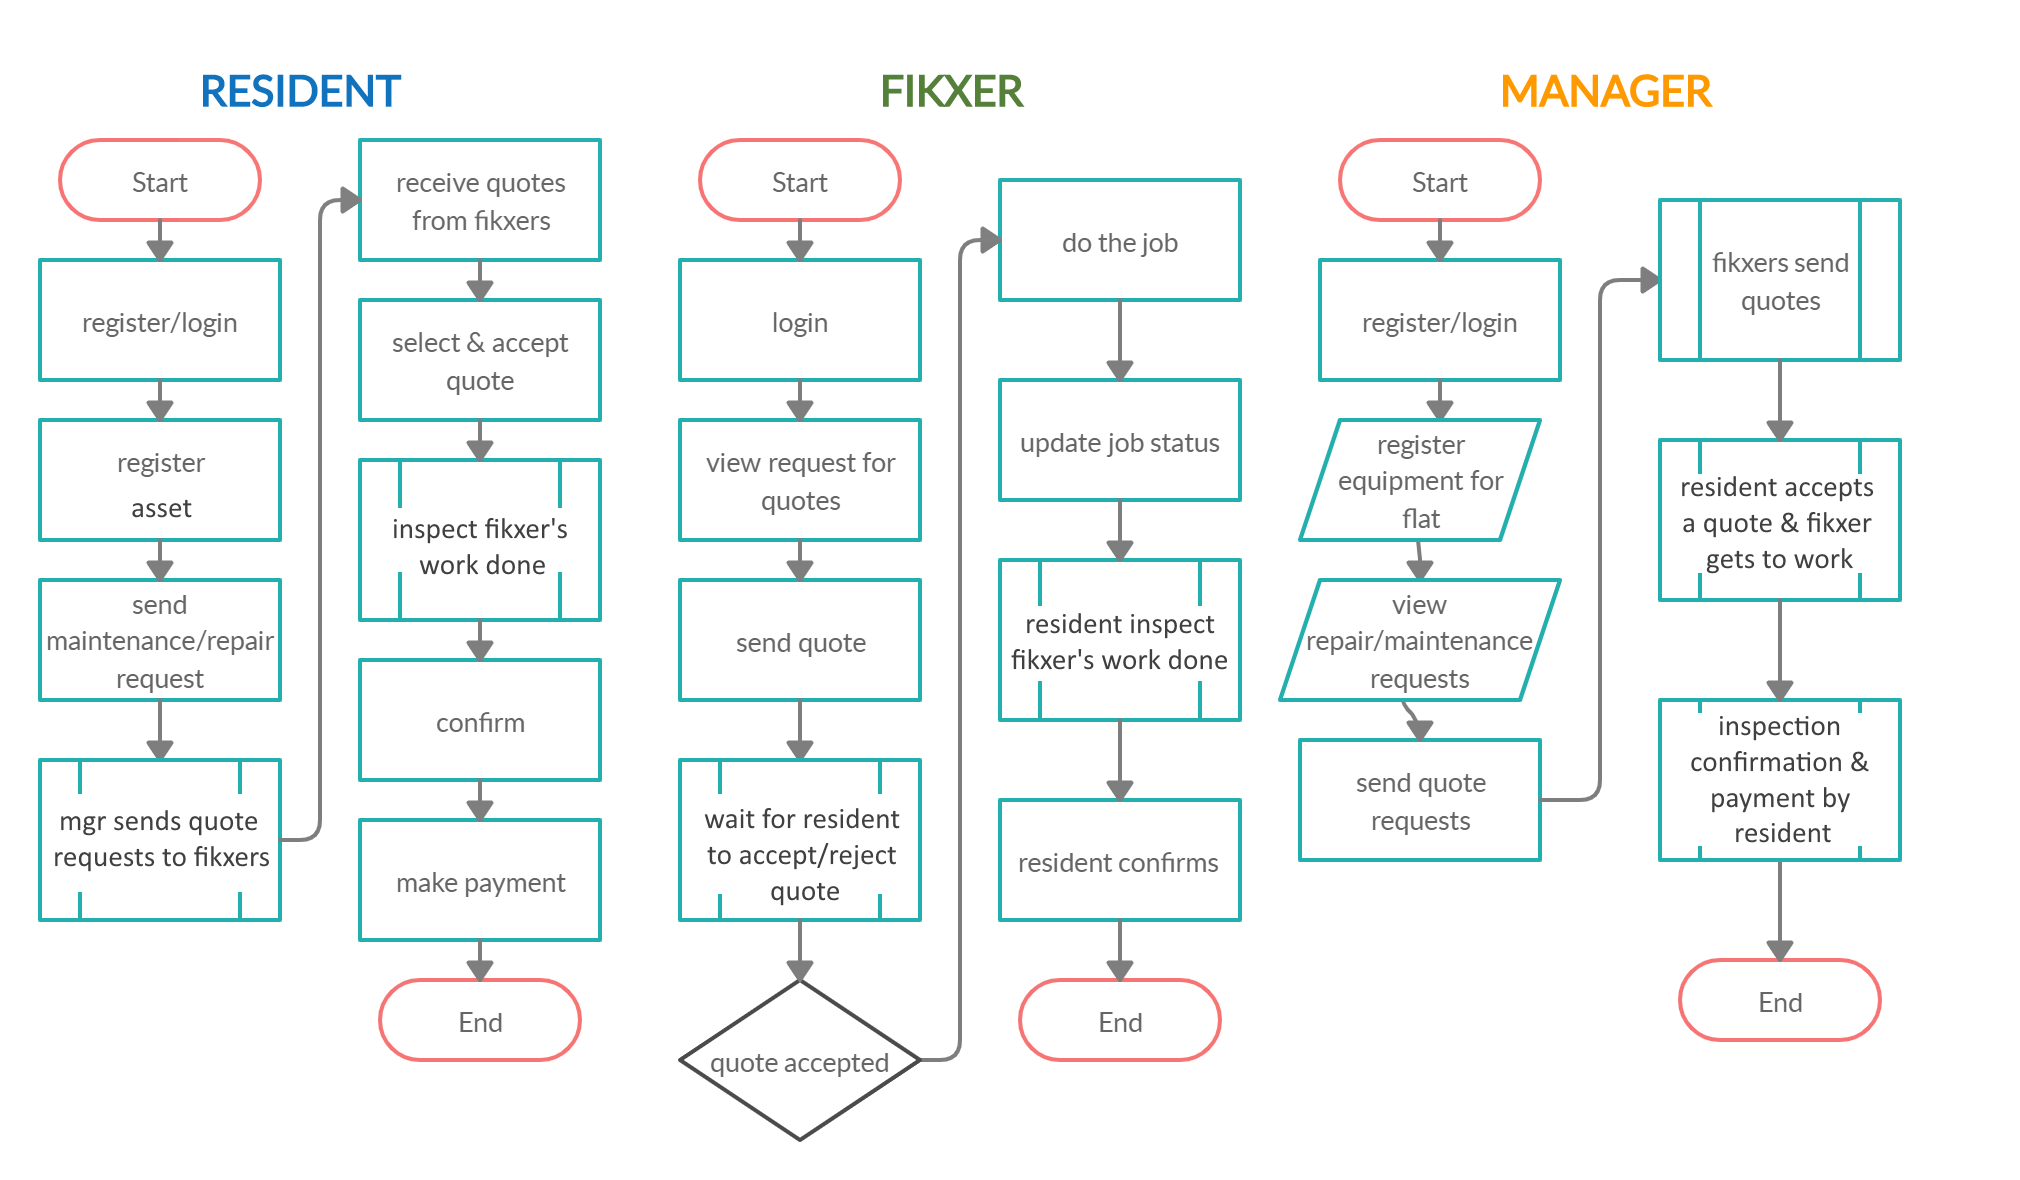 RESIDENT
Start
register/login
register
asset
send
maintenance/repair
request
mgr sends quote
requests to fikxers
receive quotes
from fikxers
select & accept
quote
inspect fikxer's
work done
confirm
make payment
End
FIKXER
Start
login
view request for
quotes
send quote
wait for resident
to accept/reject
quote
quote accepted
do the job
update job status
resident inspect
fikxer's work done
resident confirms
End
MANAGER
Start
register/login
register
equipment for
flat
view
repair/maintenance
requests
send quote
requests
fikxers send
quotes
resident accepts
a quote & fikxer
gets to work
inspection
confirmation &
payment by
resident
End